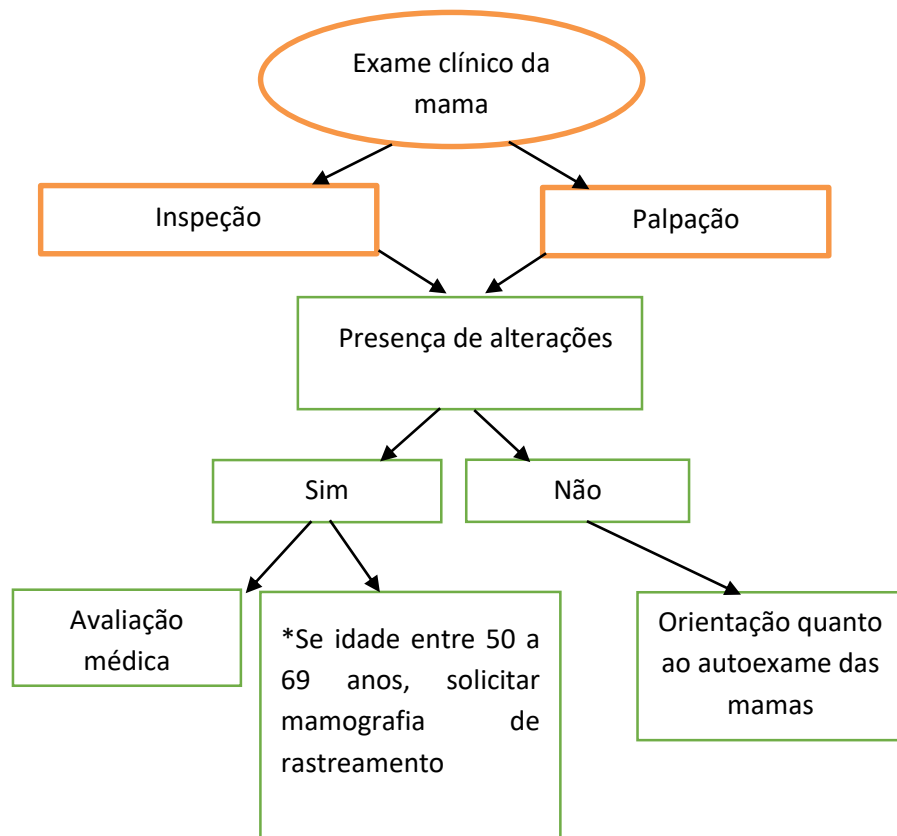 Exame clínico da
mama
Inspeção
Palpação
Presença de alterações
Sim
Não
Avaliação
médica
*Se idade entre 50 a
69 anos, solicitar
mamografia de
rastreamento
Orientação quanto
ao autoexame das
mamas